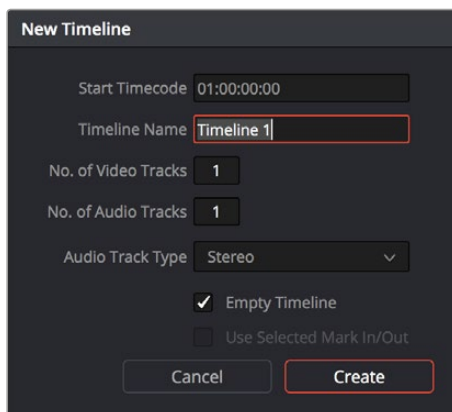 New Timeline
Start Timecode 01:00:00:00
Timeline Name Timeline 1
No. of Video Tracks 1
No. of Audio Tracks 1
Audio Track Type Stereo
Empty Timeline
Use Selected Mark In/Out
Cancel Create